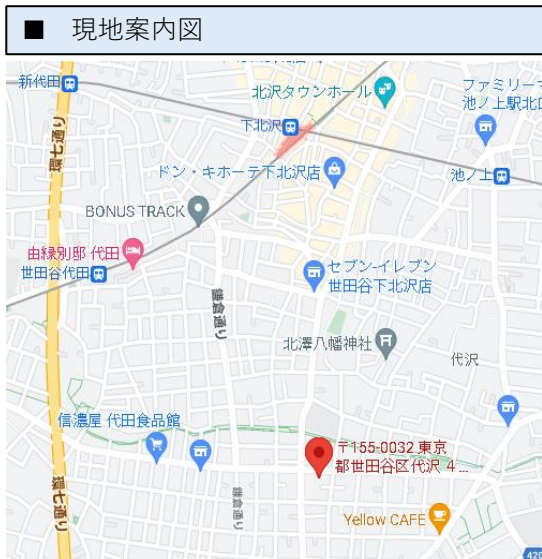 ■ 現地案内図
新代田
北沢タウンホール
ファミリーマ
池ノ上駅北口
環七通り
下北沢
ドン・キホーテ下北沢店
池ノ上
BONUS TRACK
由縁別邸 代田
世田谷代田
セブン-イレブン
世田谷下北沢店
鎌倉通り
北澤八幡神社
代沢
信濃屋 代田食品館
〒155-0032 東京
都世田谷区代沢 4...
環七通り
鎌倉通り
Yellow CAFE
420